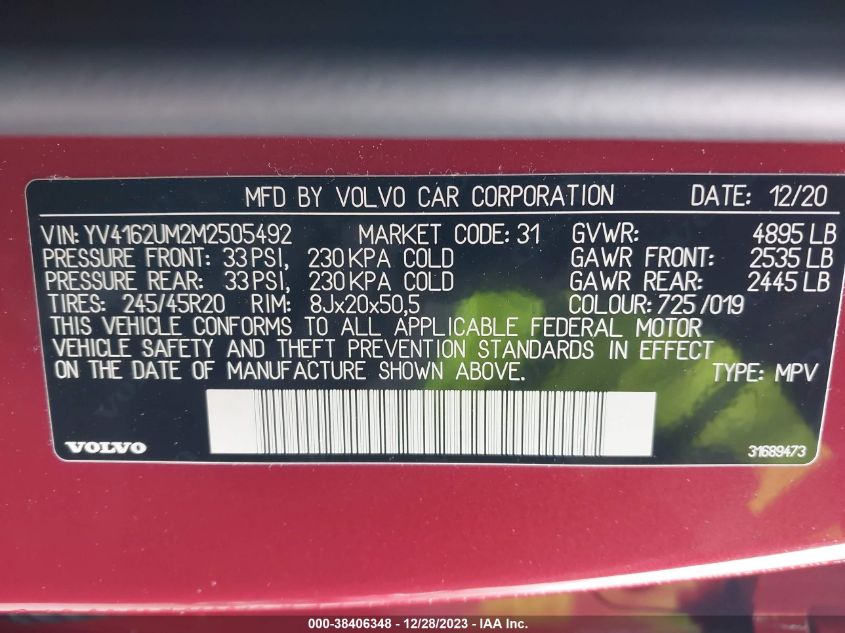 MFD BY VOLVO CAR CORPORATION DATE: 12/20
VIN: YV4162UM2M2505492 MARKET CODE: 31 GVWR: 4895 LB
PRESSURE FRONT: 33 PSI, 230 KPA COLD GAWR FRONT: 2535 LB
PRESSURE REAR: 33 PSI, 230 KPA COLD GAWR REAR: 2445 LB
TIRES: 245/45R20 RIM: 8Jx20x50,5 COLOUR: 725 /019
THIS VEHICLE CONFORMS TO ALL APPLICABLE FEDERAL MOTOR
VEHICLE SAFETY AND THEFT PREVENTION STANDARDS IN EFFECT
ON THE DATE OF MANUFACTURE SHOWN ABOVE. TYPE: MPV
VOLVO 31689473
000-38406348 - 12/28/2023 - IAA Inc.